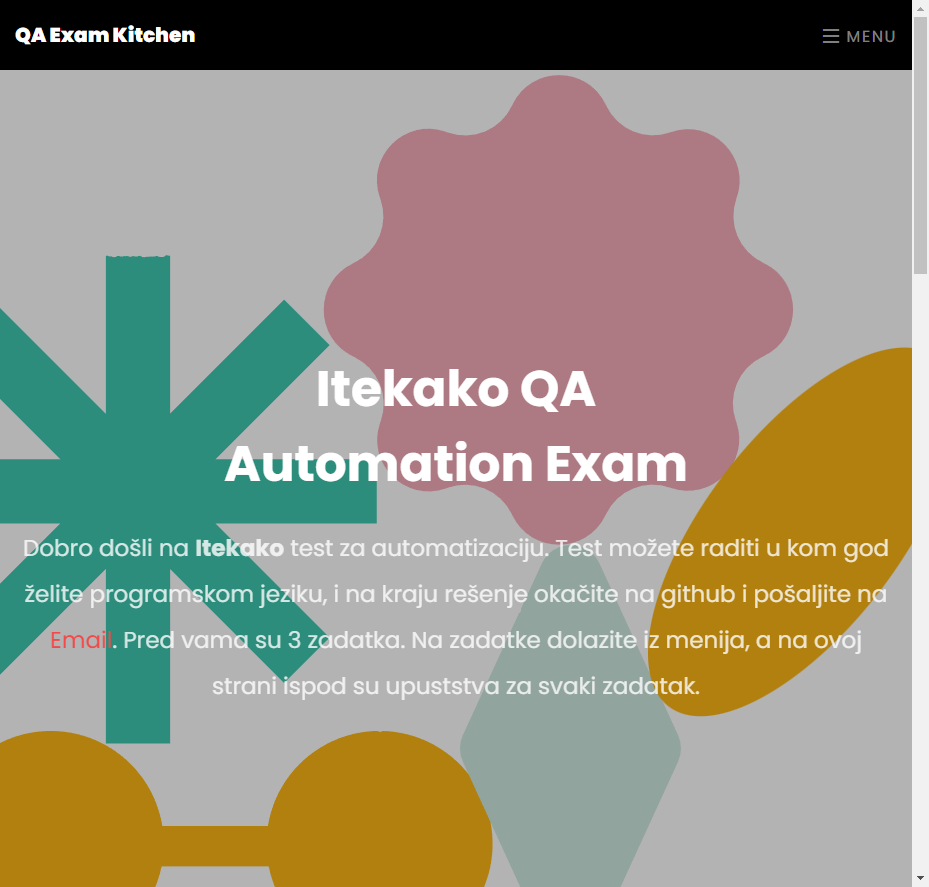 QA Exam Kitchen
MENU
Itekako QA
Automation Exam
Dobro došli na Itekako test za automatizaciju. Test možete raditi u kom god
želite programskom jeziku, i na kraju rešenje okačite na github i pošaljite na
Email. Pred vama su 3 zadatka. Na zadatke dolazite iz menija, a na ovoj
strani ispod su upuststva za svaki zadatak.